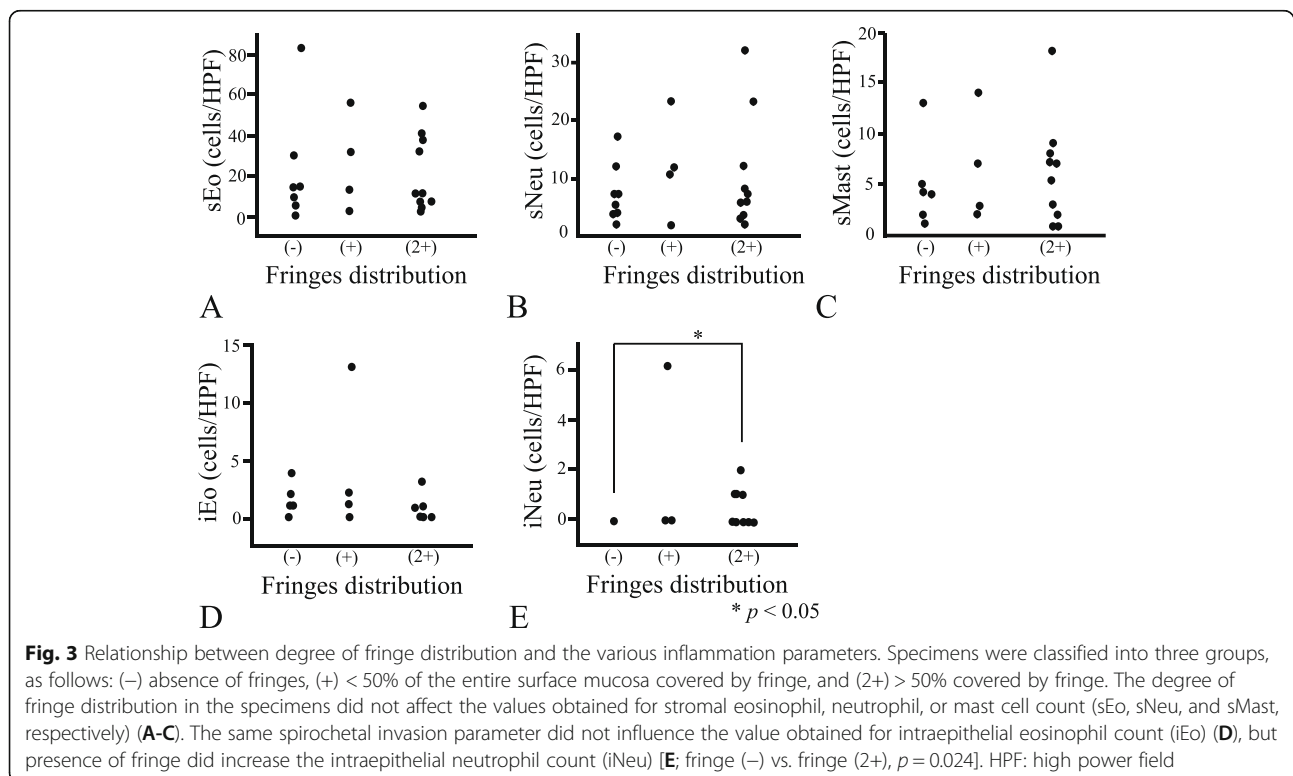 80
60
40
20
0
sEo (cells/HPF)
(-) (+) (2+)
Fringes distribution
A
30
20
10
0
sNeu (cells/HPF)
(-) (+) (2+)
Fringes distribution
B
20
15
10
5
0
sMast (cells/HPF)
(-) (+) (2+)
Fringes distribution
C
15
10
5
0
iEo (cells/HPF)
(-) (+) (2+)
Fringes distribution
D
*
6
4
2
0
iNeu (cells/HPF)
(-) (+) (2+)
Fringes distribution
* p < 0.05
E
Fig. 3 Relationship between degree of fringe distribution and the various inflammation parameters. Specimens were classified into three groups,
as follows: (−) absence of fringes, (+) < 50% of the entire surface mucosa covered by fringe, and (2+) > 50% covered by fringe. The degree of
fringe distribution in the specimens did not affect the values obtained for stromal eosinophil, neutrophil, or mast cell count (sEo, sNeu, and sMast,
respectively) (A-C). The same spirochetal invasion parameter did not influence the value obtained for intraepithelial eosinophil count (iEo) (D), but
presence of fringe did increase the intraepithelial neutrophil count (iNeu) [E; fringe (−) vs. fringe (2+), p = 0.024]. HPF: high power field